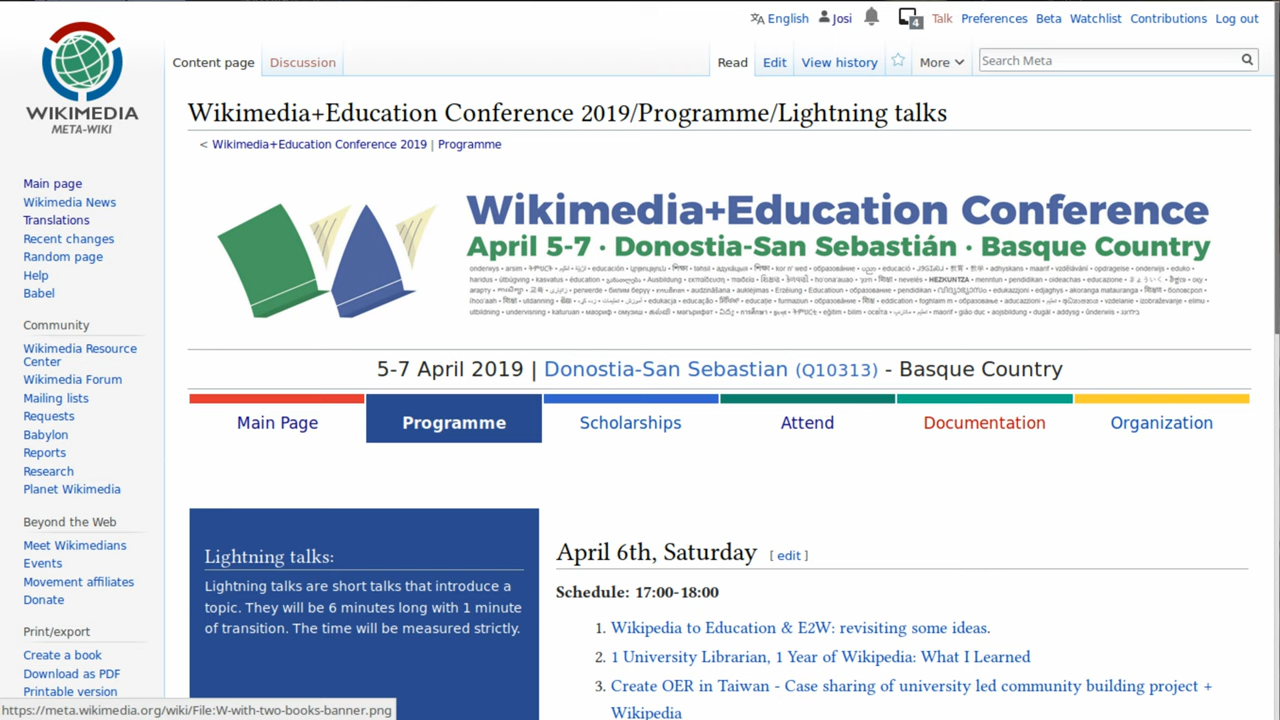 English Josi 4 Talk Preferences Beta Watchlist Contributions Log out
Content page Discussion Read Edit View history More Search Meta
WIKIMEDIA
META-WIKI
Main page
Wikimedia News
Translations
Recent changes
Random page
Help
Babel
Community
Wikimedia Resource
Center
Wikimedia Forum
Mailing lists
Requests
Babylon
Reports
Research
Planet Wikimedia
Beyond the Web
Meet Wikimedians
Events
Movement affiliates
Donate
Print/export
Create a book
Download as PDF
Printable version
Wikimedia+Education Conference 2019/Programme/Lightning talks
< Wikimedia+Education Conference 2019 | Programme
Wikimedia+Education Conference
April 5-7 · Donostia-San Sebastián · Basque Country
5-7 April 2019 | Donostia-San Sebastian (Q10313) - Basque Country
Main Page Programme Scholarships Attend Documentation Organization
Lightning talks:
Lightning talks are short talks that introduce a
topic. They will be 6 minutes long with 1 minute
of transition. The time will be measured strictly.
April 6th, Saturday [ edit ]
Schedule: 17:00-18:00
1. Wikipedia to Education & E2W: revisiting some ideas.
2. 1 University Librarian, 1 Year of Wikipedia: What I Learned
3. Create OER in Taiwan - Case sharing of university led community building project +
Wikipedia
https://meta.wikimedia.org/wiki/File:W-with-two-books-banner.png